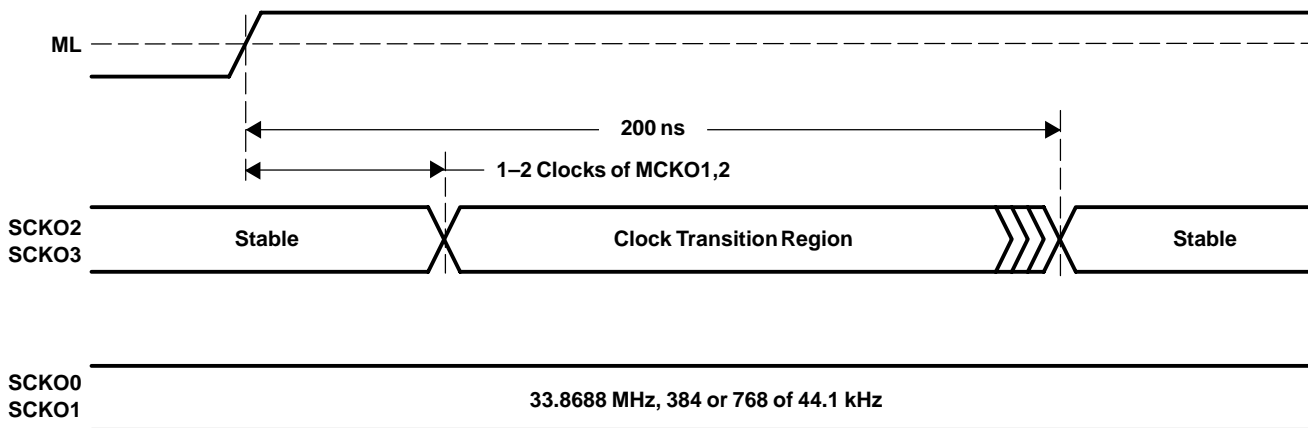 ML
200 ns
1–2 Clocks of MCKO1,2
SCKO2
SCKO3
Stable
Clock Transition Region
Stable
SCKO0
SCKO1
33.8688 MHz, 384 or 768 of 44.1 kHz